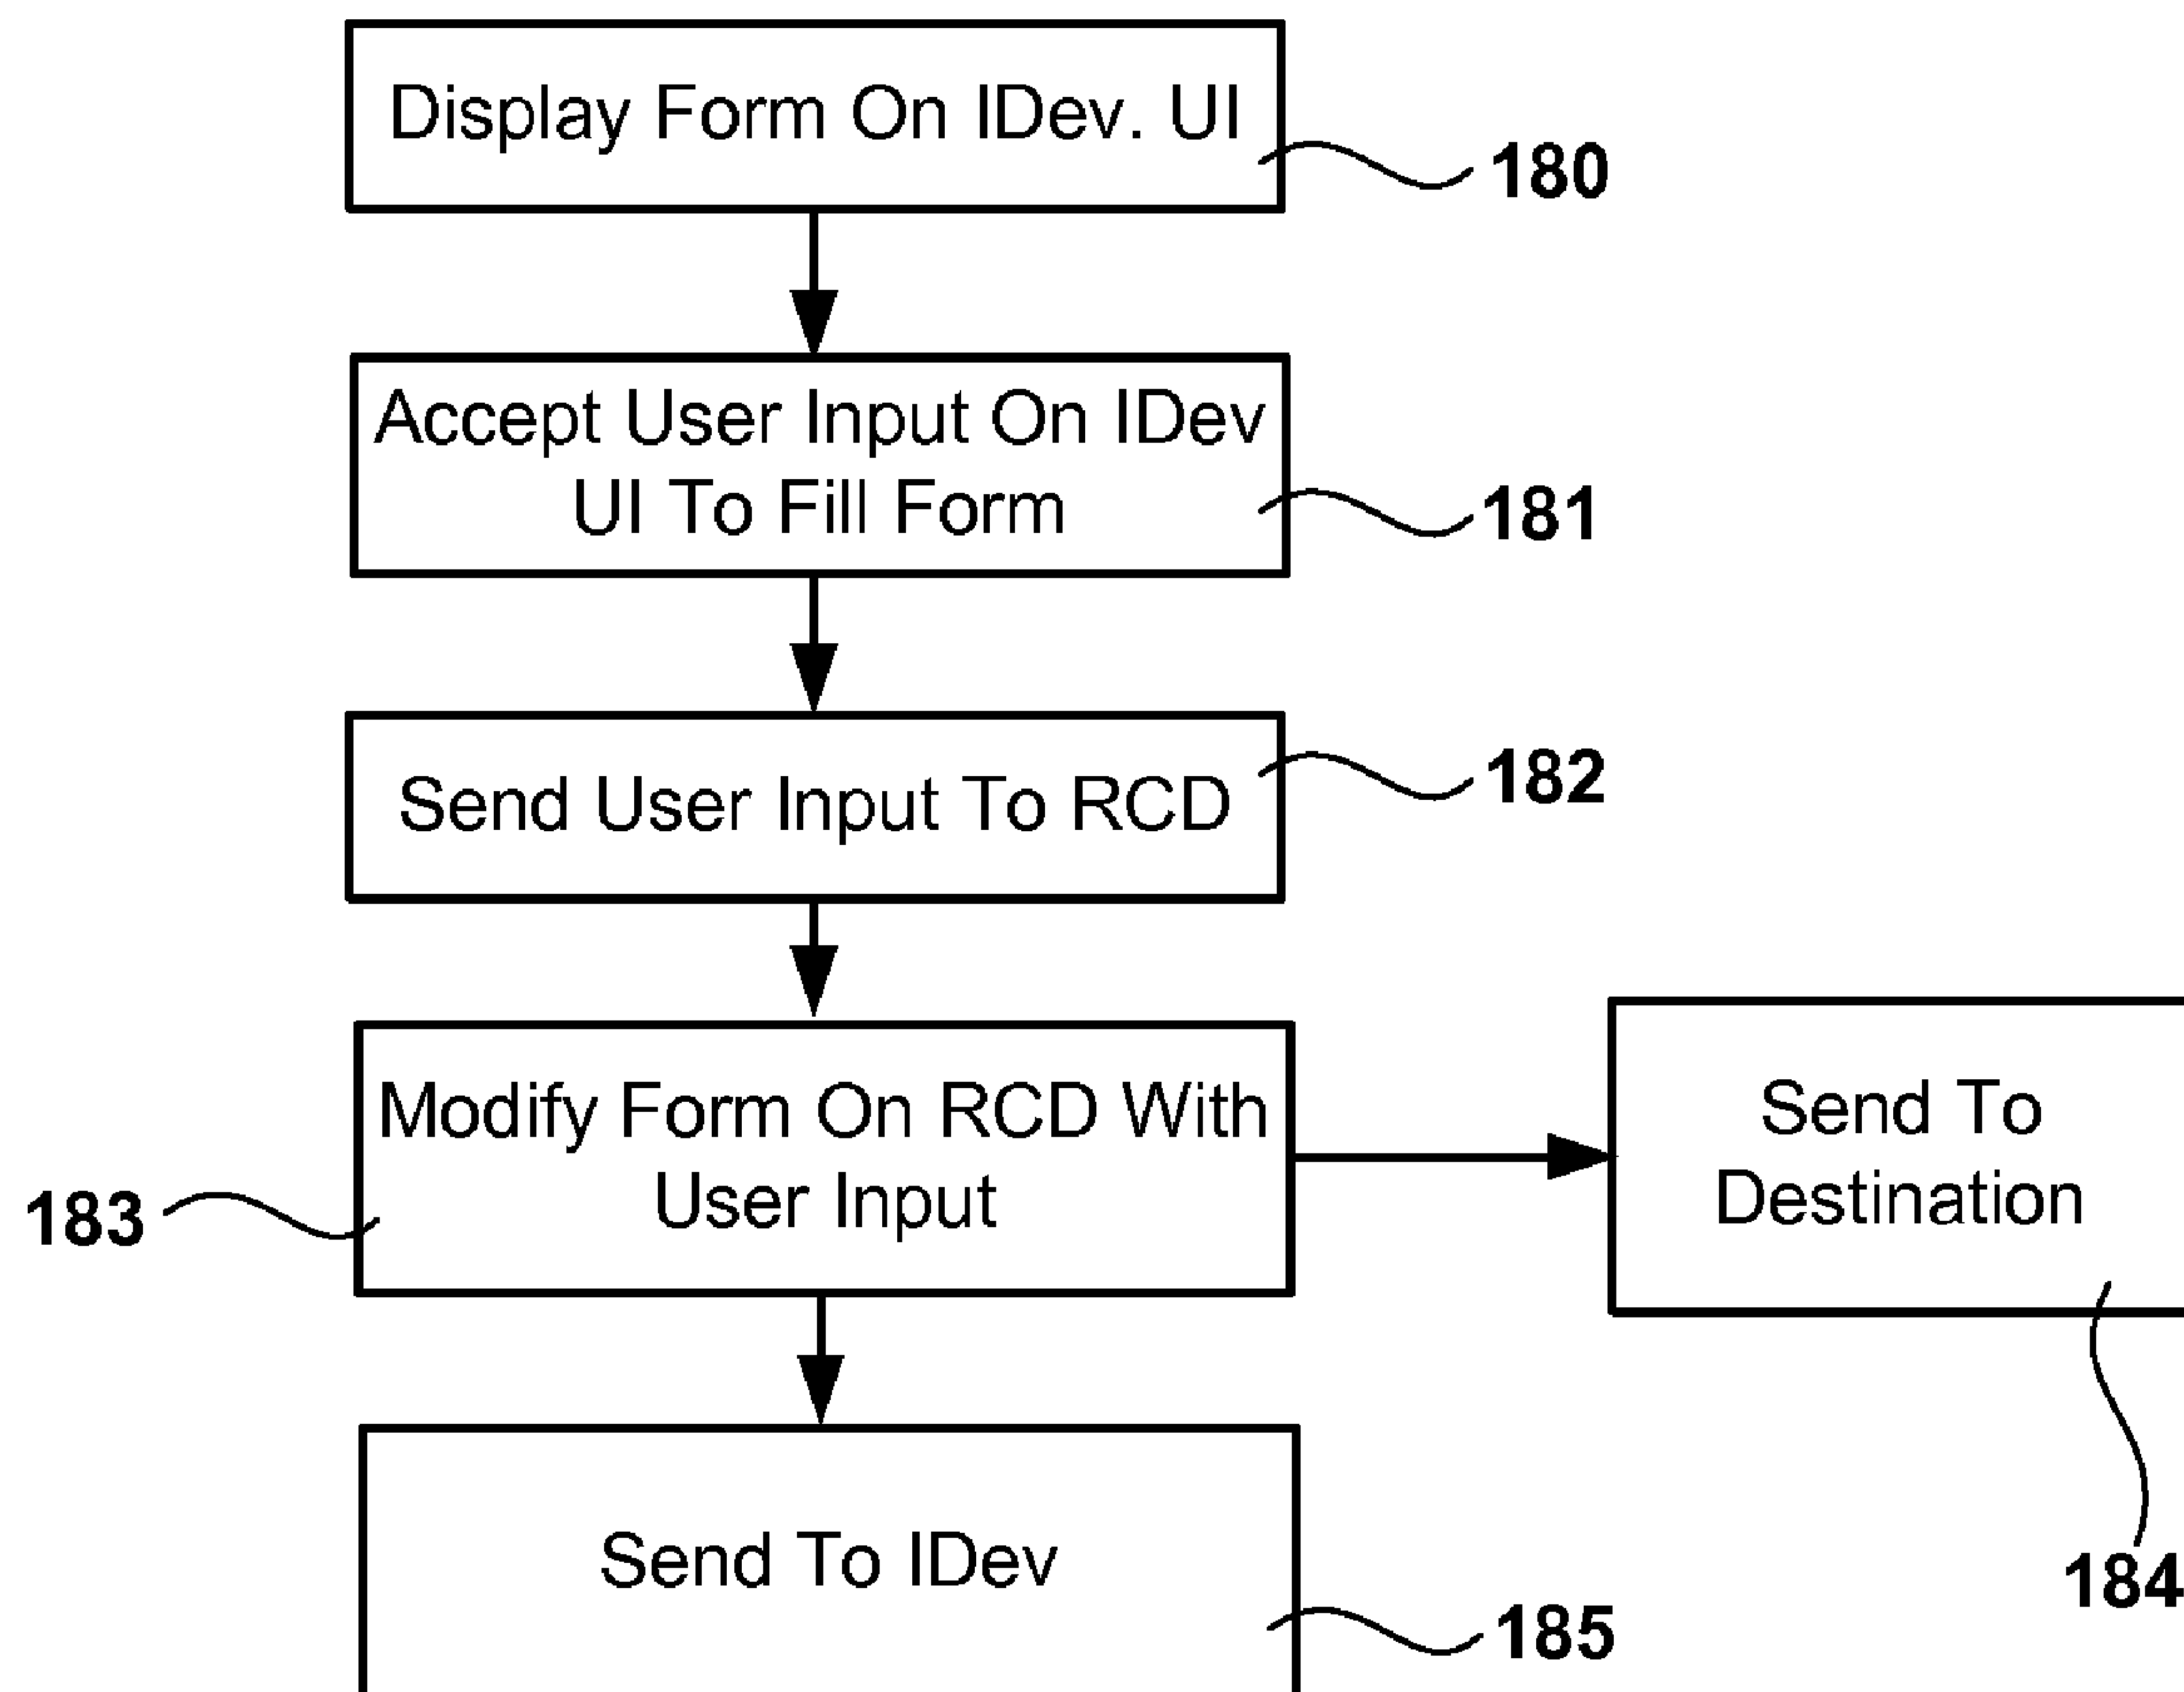 Display Form On IDev. UI
180
Accept User Input On IDev
UI To Fill Form
181
Send User Input To RCD
182
Modify Form On RCD With
User Input
183
Send To
Destination
184
Send To IDev
185